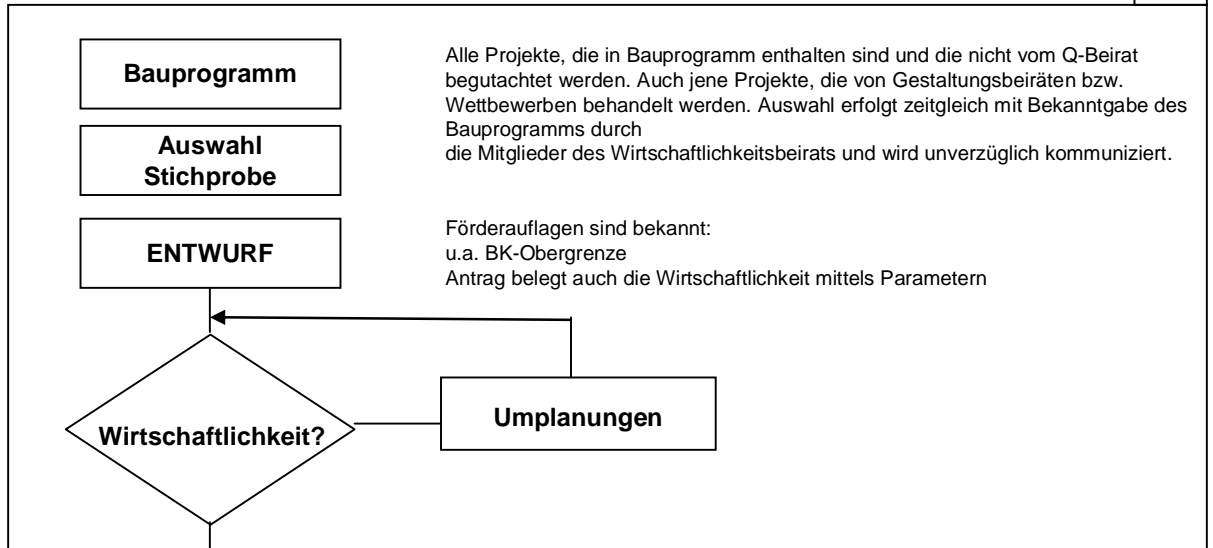 Bauprogramm
Alle Projekte, die in Bauprogramm enthalten sind und die nicht vom Q-Beirat
begutachtet werden. Auch jene Projekte, die von Gestaltungsbeiräten bzw.
Wettbewerben behandelt werden. Auswahl erfolgt zeitgleich mit Bekanntgabe des
Bauprogramms durch
die Mitglieder des Wirtschaftlichkeitsbeirats und wird unverzüglich kommuniziert.
Auswahl
Stichprobe
ENTWURF
Förderauflagen sind bekannt:
u.a. BK-Obergrenze
Antrag belegt auch die Wirtschaftlichkeit mittels Parametern
Umplanungen
Wirtschaftlichkeit?